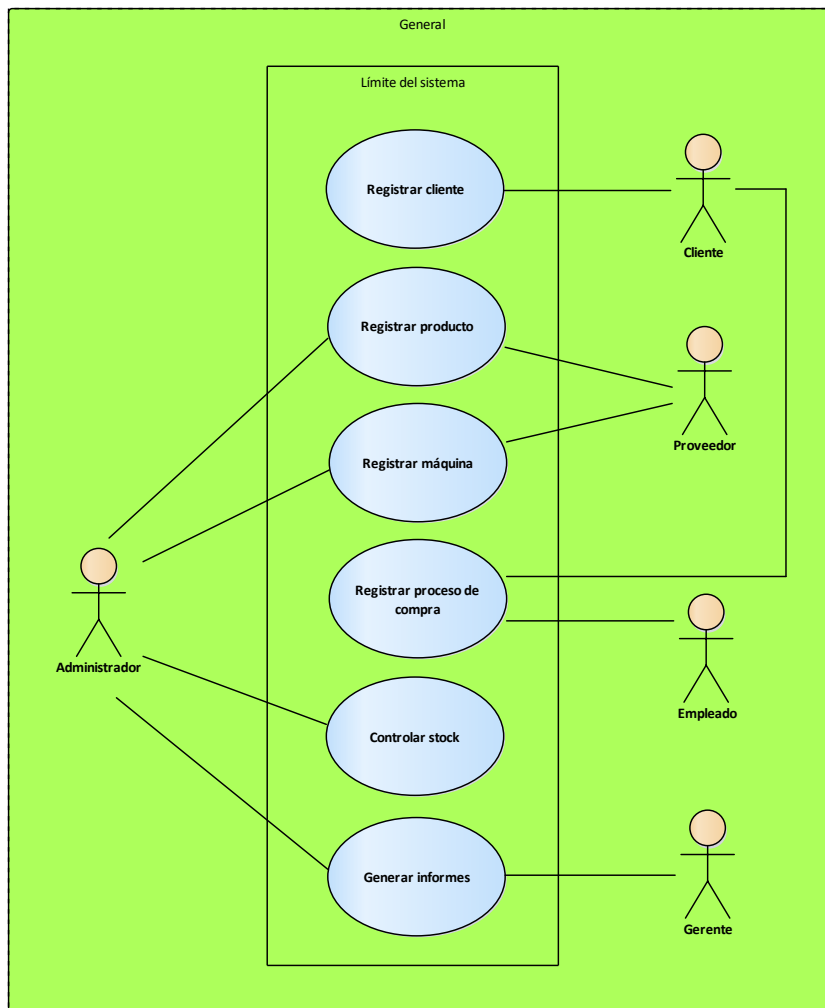 General
Límite del sistema
Registrar cliente
Cliente
Registrar producto
Proveedor
Registrar máquina
Registrar proceso de
compra
Administrador
Empleado
Controlar stock
Generar informes
Gerente